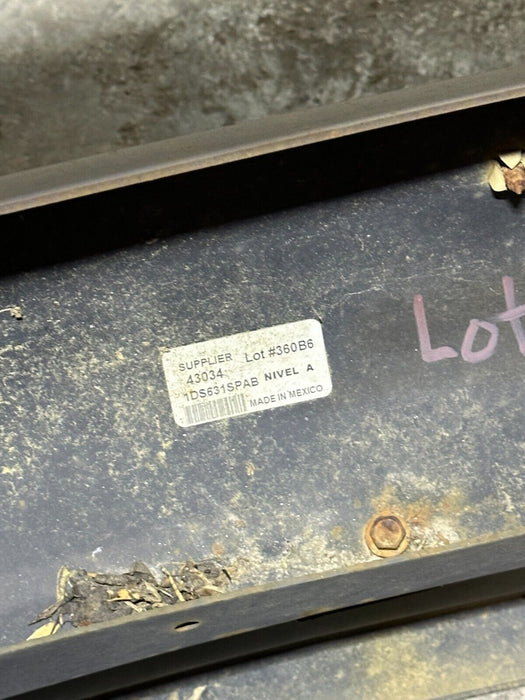 SUPPLIER Lot #360B6
43034
1DS631SPAB NIVEL A
MADE IN MEXICO
Lot